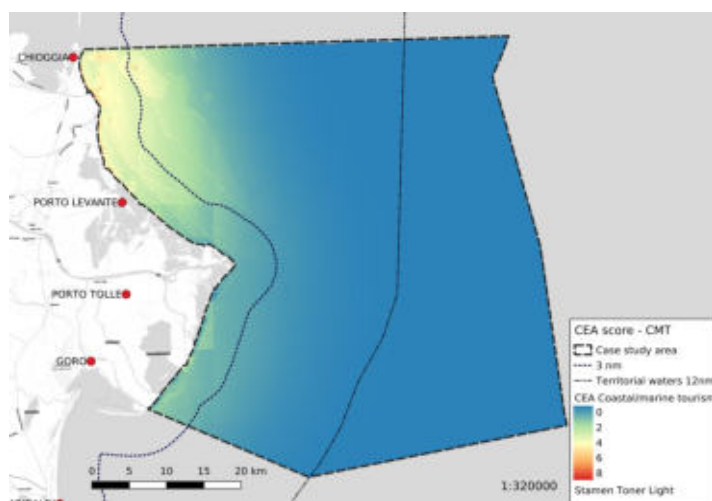 CHIOGGIA
PORTO LEVANTE
PORTO TOLLE
GORO
0 5 10 15 20 km
1:320000
CEA score - CMT
Case study area
3 nm
Territorial waters 12nm
CEA Coastal/marine tourism
0
2
4
6
8
Stamen Toner Light